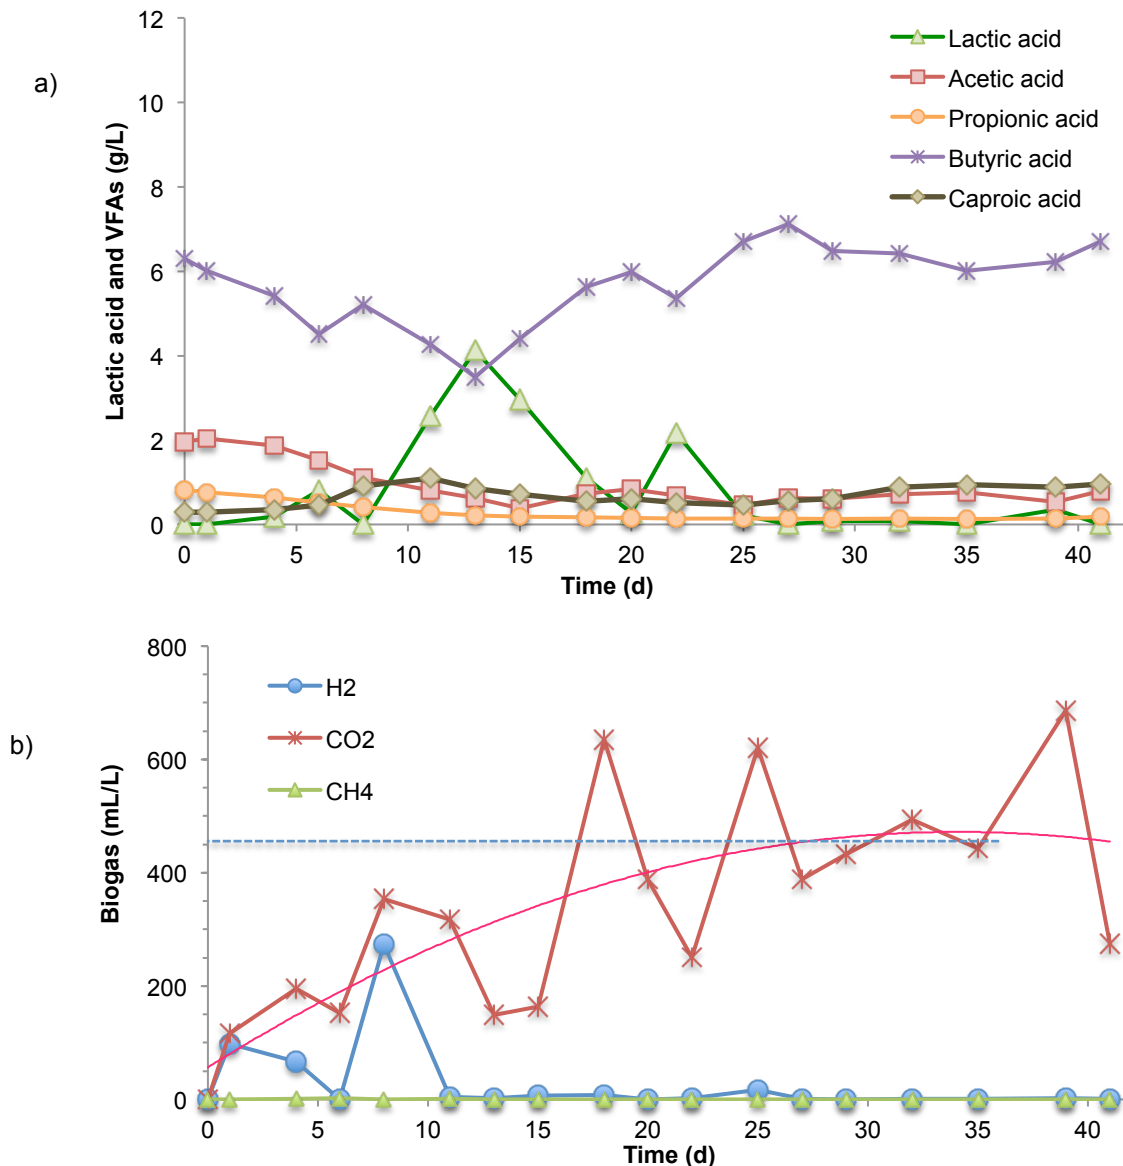 a)
Lactic acid and VFAs (g/L)
12
10
8
6
4
2
0
0 5 10 15 20 25 30 35 40
Time (d)
Lactic acid
Acetic acid
Propionic acid
Butyric acid
Caproic acid
b)
Biogas (mL/L)
800
600
400
200
0
0 5 10 15 20 25 30 35 40
Time (d)
H2
CO2
CH4